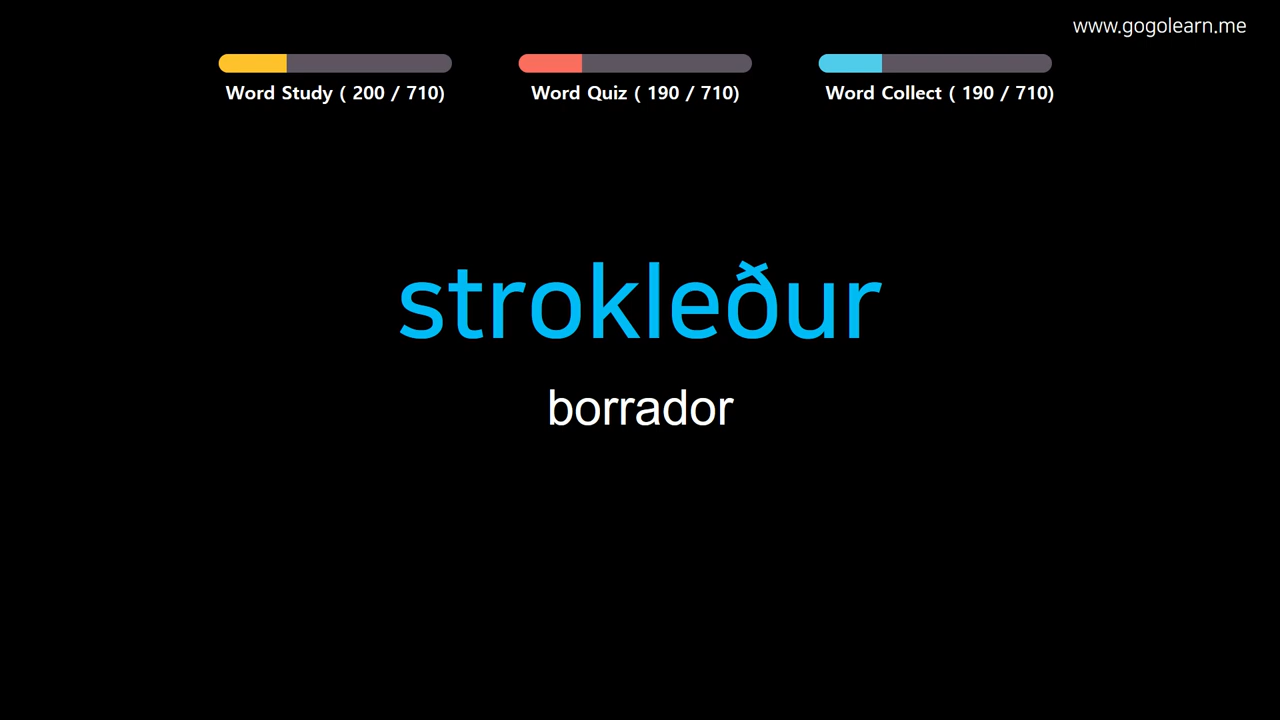 www.gogolearn.me
Word Study ( 200 / 710)
Word Quiz ( 190 / 710)
Word Collect ( 190 / 710)
strokleður
borrador